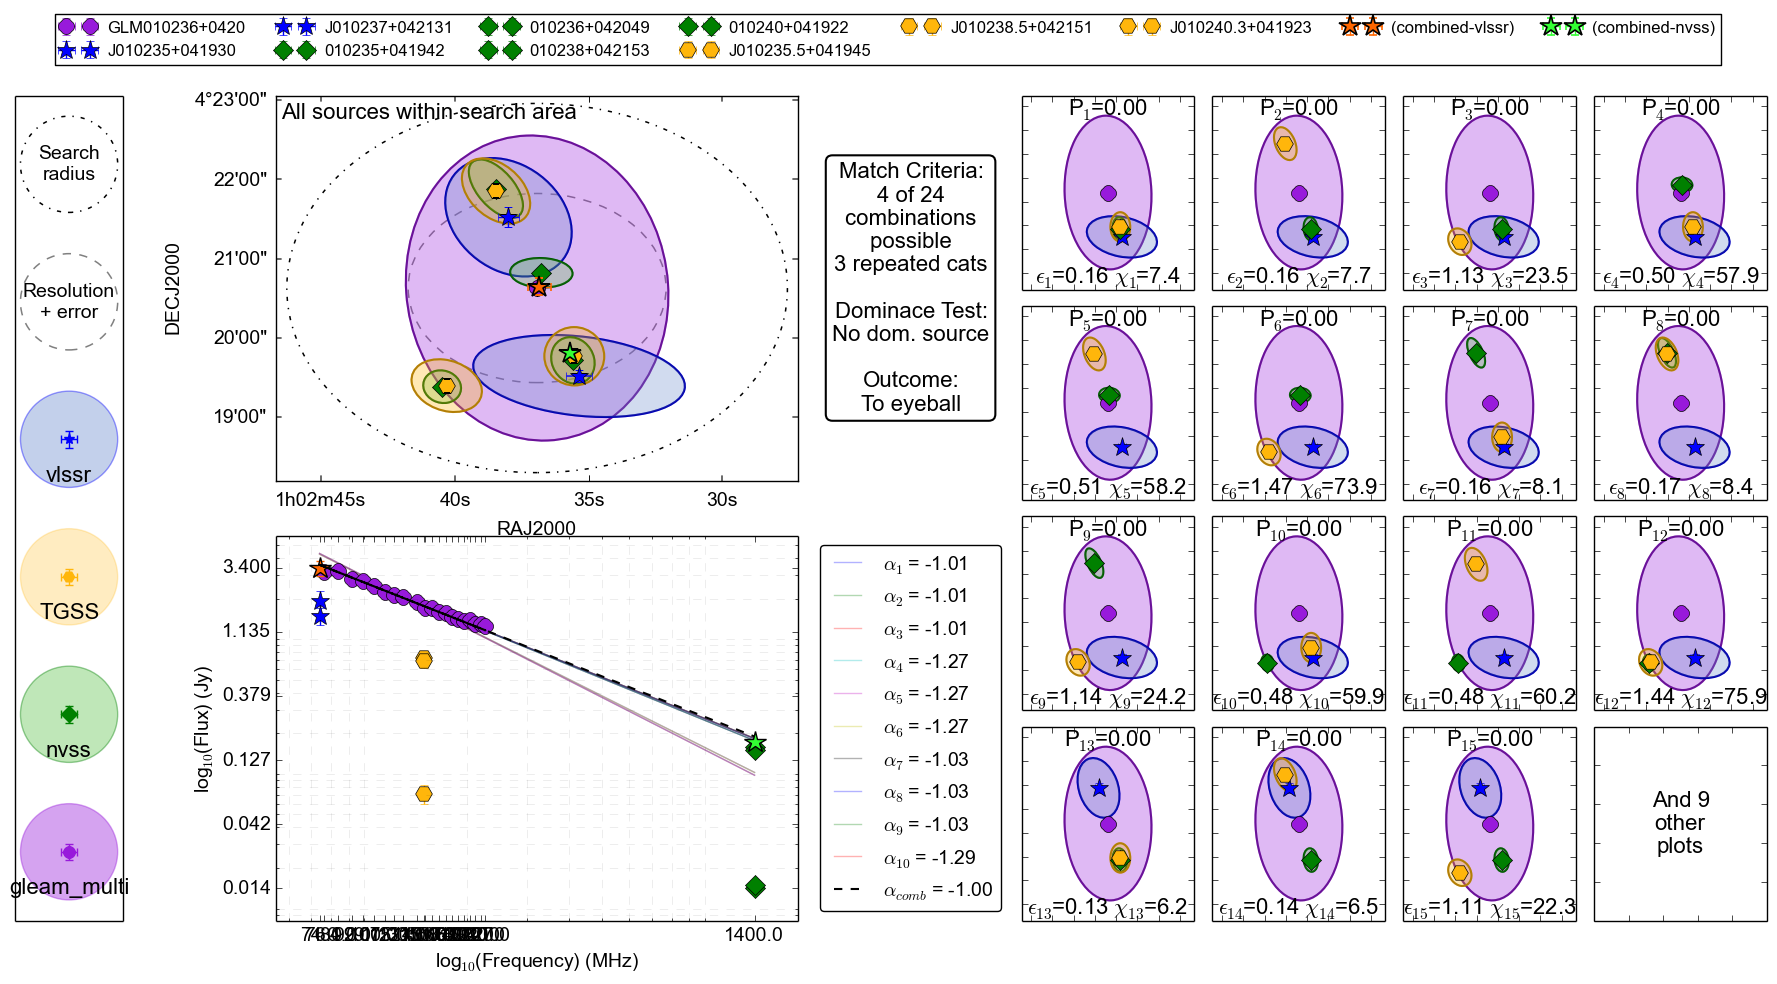 GLM010236+0420
J010237+042131
010236+042049
010240+041922
J010238.5+042151
J010240.3+041923
(combined-vlssr)
(combined-nvss)
J010235+041930
010235+041942
010238+042153
J010235.5+041945
Search
radius
Resolution
+ error
vlssr
TGSS
nvss
gleam_multi
All sources within search area
4°23'00"
22'00"
21'00"
20'00"
19'00"
DECJ2000
1h02m45s
40s
35s
30s
RAJ2000
Match Criteria:
4 of 24
combinations
possible
3 repeated cats
Dominace Test:
No dom. source
Outcome:
To eyeball
3.400
1.135
0.379
0.127
0.042
0.014
log₁₀(Flux) (Jy)
1400.0
log₁₀(Frequency) (MHz)
α₁ = -1.01
α₂ = -1.01
α₃ = -1.01
α₄ = -1.27
α₅ = -1.27
α₆ = -1.27
α₇ = -1.03
α₈ = -1.03
α₉ = -1.03
α₁₀ = -1.29
α_comb = -1.00
P₁=0.00
ϵ₁=0.16 χ₁=7.4
P₂=0.00
ϵ₂=0.16 χ₂=7.7
P₃=0.00
ϵ₃=1.13 χ₃=23.5
P₄=0.00
ϵ₄=0.50 χ₄=57.9
P₅=0.00
ϵ₅=0.51 χ₅=58.2
P₆=0.00
ϵ₆=1.47 χ₆=73.9
P₇=0.00
ϵ₇=0.16 χ₇=8.1
P₈=0.00
ϵ₈=0.17 χ₈=8.4
P₉=0.00
ϵ₉=1.14 χ₉=24.2
P₁₀=0.00
ϵ₁₀=0.48 χ₁₀=59.9
P₁₁=0.00
ϵ₁₁=0.48 χ₁₁=60.2
P₁₂=0.00
ϵ₁₂=1.44 χ₁₂=75.9
P₁₃=0.00
ϵ₁₃=0.13 χ₁₃=6.2
P₁₄=0.00
ϵ₁₄=0.14 χ₁₄=6.5
P₁₅=0.00
ϵ₁₅=1.11 χ₁₅=22.3
And 9
other
plots